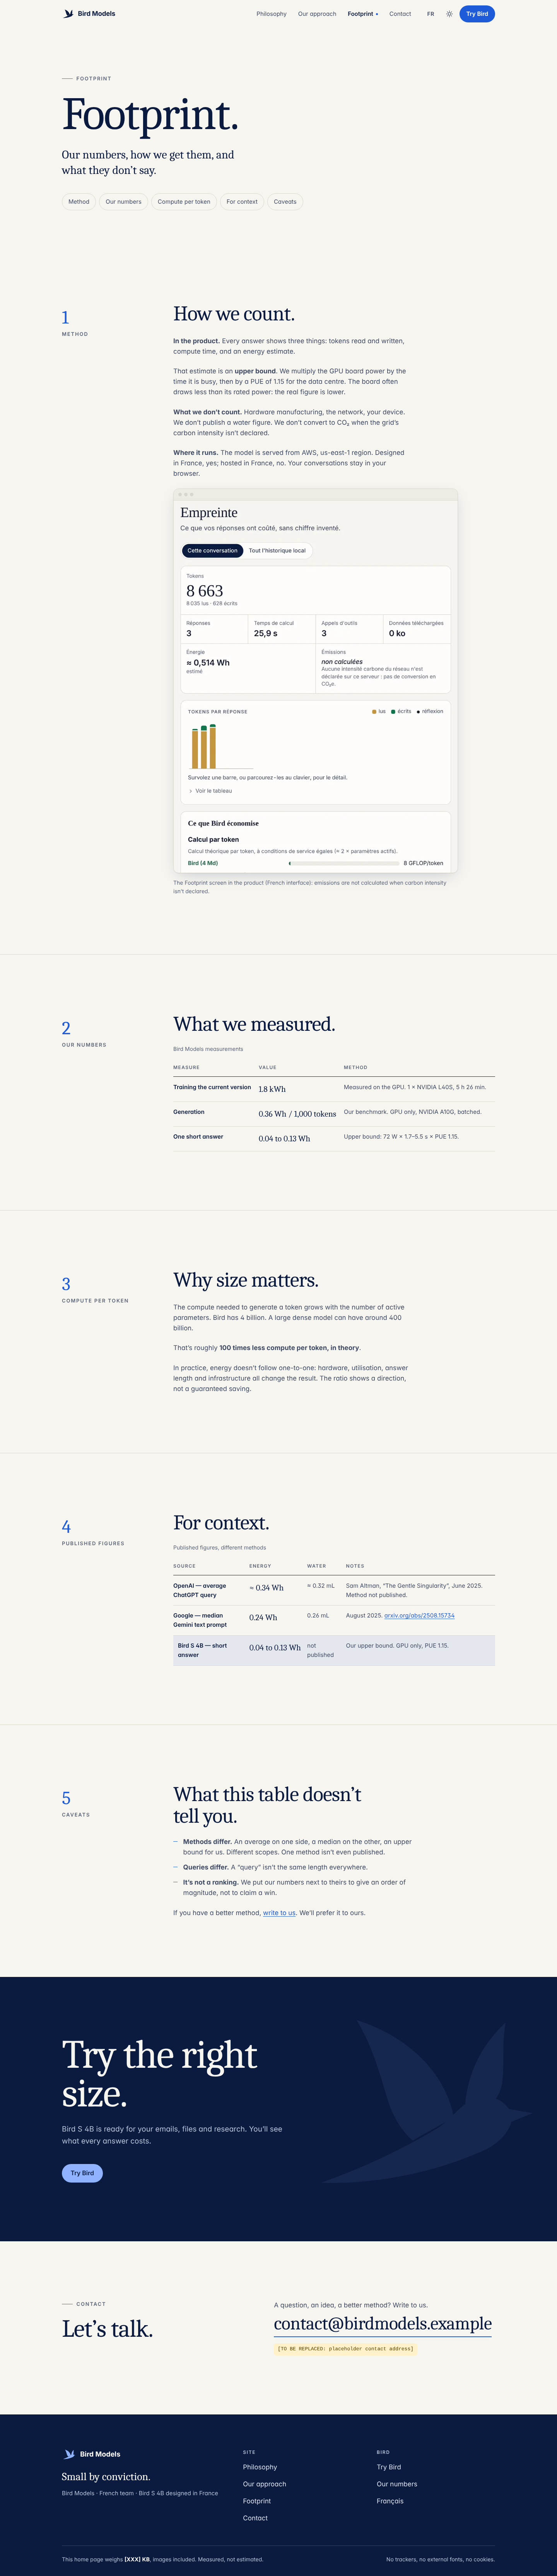 Bird Models
Philosophy Our approach Footprint Contact FR Try Bird
FOOTPRINT
Footprint.
Our numbers, how we get them, and
what they don’t say.
Method Our numbers Compute per token For context Caveats
1
METHOD
How we count.
In the product. Every answer shows three things: tokens read and written,
compute time, and an energy estimate.
That estimate is an upper bound. We multiply the GPU board power by the
time it is busy, then by a PUE of 1.15 for the data centre. The board often
draws less than its rated power: the real figure is lower.
What we don’t count. Hardware manufacturing, the network, your device.
We don’t publish a water figure. We don’t convert to CO₂ when the grid’s
carbon intensity isn’t declared.
Where it runs. The model is served from AWS, us-east-1 region. Designed
in France, yes; hosted in France, no. Your conversations stay in your
browser.
Empreinte
Ce que vos réponses ont coûté, sans chiffre inventé.
Cette conversation Tout l’historique local
Tokens
8 663
8 035 lus · 628 écrits
Réponses Temps de calcul Appels d’outils Données téléchargées
3 25,9 s 3 0 ko
Énergie
≈ 0,514 Wh
estimé
Émissions
non calculées
Aucune intensité carbone du réseau n’est
déclarée sur ce serveur : pas de conversion en
CO₂e.
TOKENS PAR RÉPONSE lus écrits réflexion
Survolez une barre, ou parcourez-les au clavier, pour le détail.
Voir le tableau
Ce que Bird économise
Calcul par token
Calcul théorique par token, à conditions de service égales (≈ 2 × paramètres actifs).
Bird (4 Md) 8 GFLOP/token
The Footprint screen in the product (French interface): emissions are not calculated when carbon intensity
isn’t declared.
2
OUR NUMBERS
What we measured.
Bird Models measurements
MEASURE VALUE METHOD
Training the current version 1.8 kWh Measured on the GPU. 1 × NVIDIA L40S, 5 h 26 min.
Generation 0.36 Wh / 1,000 tokens Our benchmark. GPU only, NVIDIA A10G, batched.
One short answer 0.04 to 0.13 Wh Upper bound: 72 W × 1.7–5.5 s × PUE 1.15.
3
COMPUTE PER TOKEN
Why size matters.
The compute needed to generate a token grows with the number of active
parameters. Bird has 4 billion. A large dense model can have around 400
billion.
That’s roughly 100 times less compute per token, in theory.
In practice, energy doesn’t follow one-to-one: hardware, utilisation, answer
length and infrastructure all change the result. The ratio shows a direction,
not a guaranteed saving.
4
PUBLISHED FIGURES
For context.
Published figures, different methods
SOURCE ENERGY WATER NOTES
OpenAI — average
ChatGPT query
≈ 0.34 Wh ≈ 0.32 mL
Sam Altman, “The Gentle Singularity”, June 2025.
Method not published.
Google — median
Gemini text prompt
0.24 Wh 0.26 mL August 2025. arxiv.org/abs/2508.15734
Bird S 4B — short
answer
0.04 to 0.13 Wh
not
published
Our upper bound. GPU only, PUE 1.15.
5
CAVEATS
What this table doesn’t
tell you.
— Methods differ. An average on one side, a median on the other, an upper
bound for us. Different scopes. One method isn’t even published.
— Queries differ. A “query” isn’t the same length everywhere.
— It’s not a ranking. We put our numbers next to theirs to give an order of
magnitude, not to claim a win.
If you have a better method, write to us. We’ll prefer it to ours.
Try the right
size.
Bird S 4B is ready for your emails, files and research. You’ll see
what every answer costs.
Try Bird
CONTACT
Let’s talk.
A question, an idea, a better method? Write to us.
contact@birdmodels.example
[TO BE REPLACED: placeholder contact address]
Bird Models
Small by conviction.
Bird Models · French team · Bird S 4B designed in France
SITE
Philosophy
Our approach
Footprint
Contact
BIRD
Try Bird
Our numbers
Français
This home page weighs [XXX] KB, images included. Measured, not estimated.
No trackers, no external fonts, no cookies.